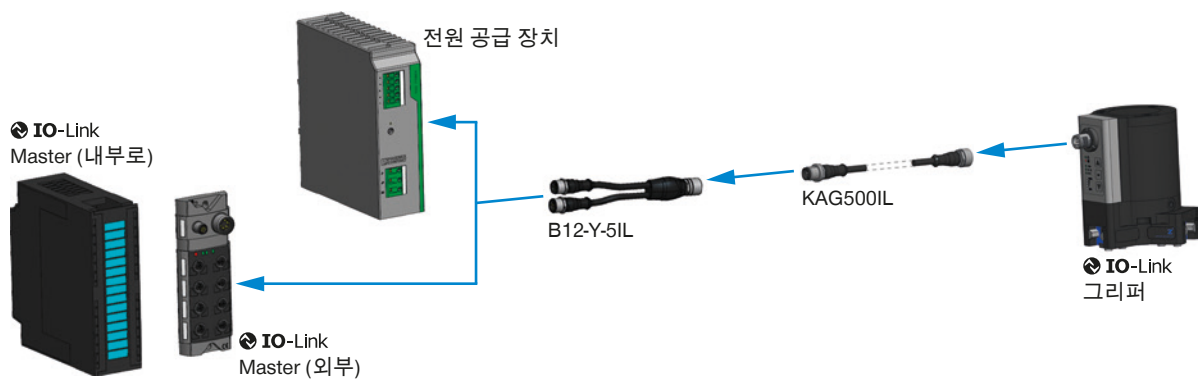 전원 공급 장치
IO-Link
Master (내부로)
KAG500IL
B12-Y-5IL
IO-Link
그리퍼
IO-Link
Master (외부)